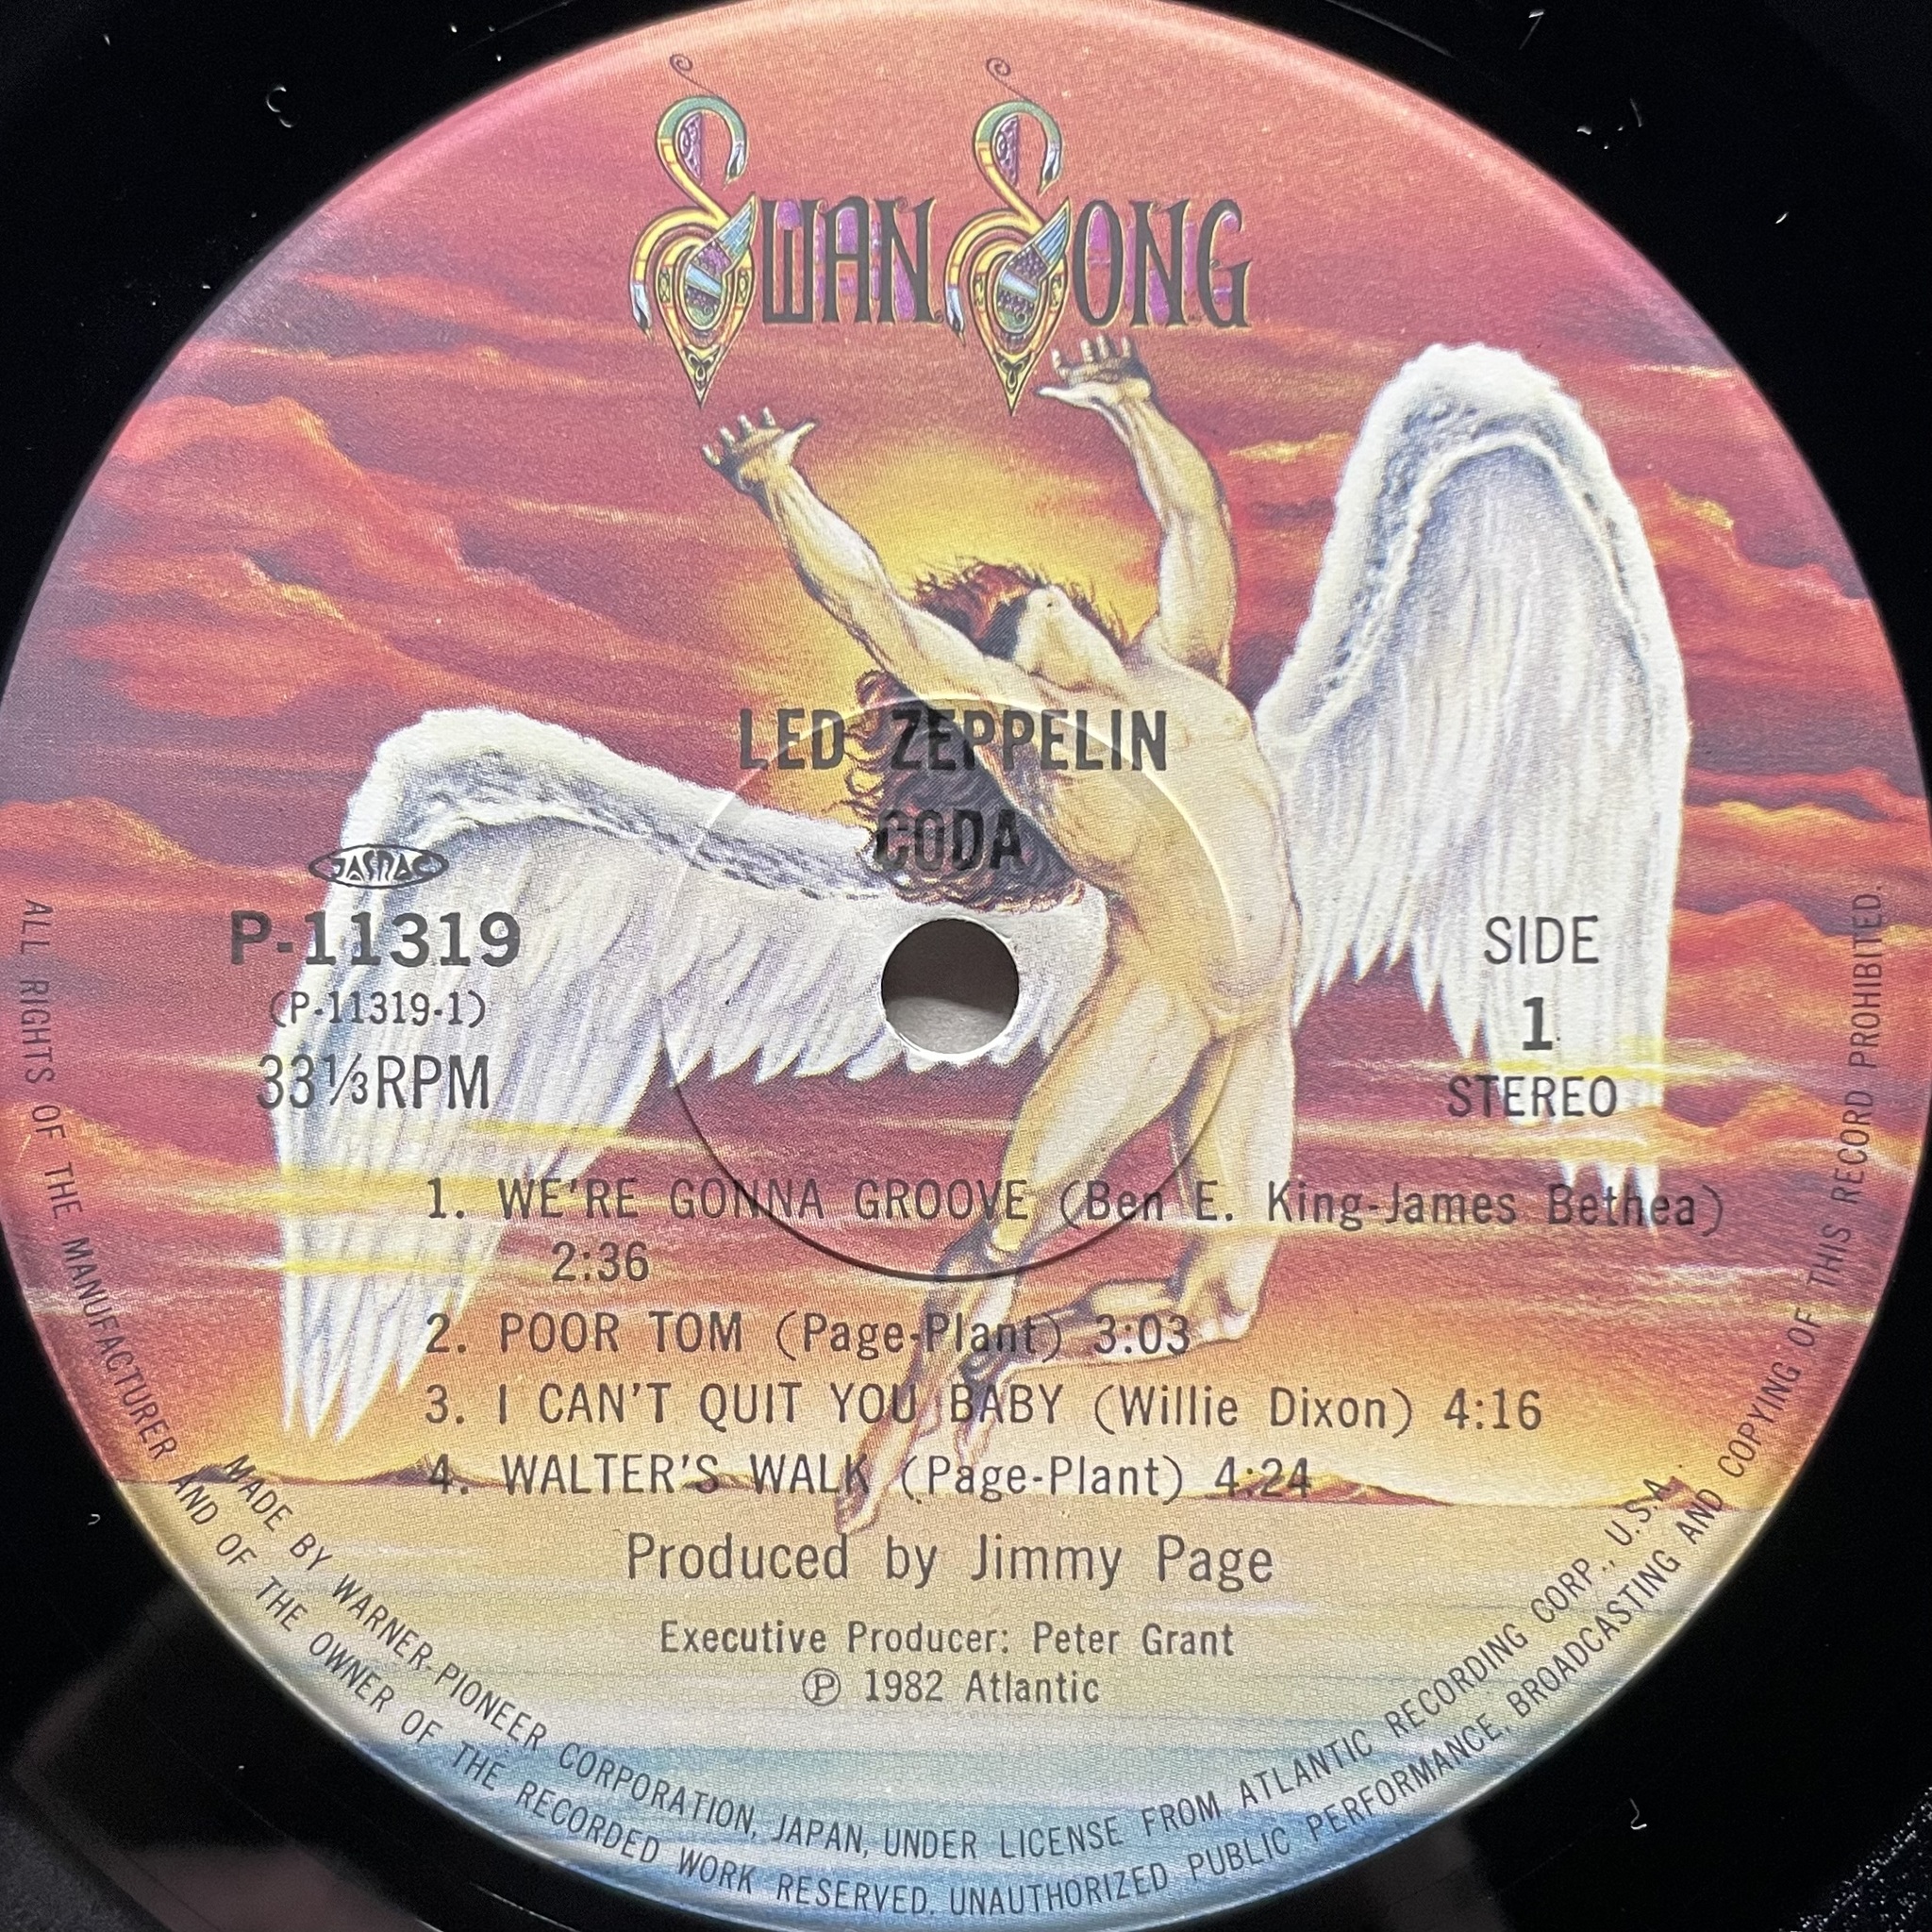 SWAN SONG
LED ZEPPELIN
CODA
JASRAC
P-11319
(P-11319-1)
33⅓RPM
SIDE
1
STEREO
1. WE'RE GONNA GROOVE (Ben E. King-James Bethea)
2:36
2. POOR TOM (Page-Plant) 3:03
3. I CAN'T QUIT YOU BABY (Willie Dixon) 4:16
4. WALTER'S WALK (Page-Plant) 4:24
Produced by Jimmy Page
Executive Producer: Peter Grant
℗ 1982 Atlantic
MADE BY WARNER-PIONEER CORPORATION, JAPAN, UNDER LICENSE FROM ATLANTIC RECORDING CORP., U.S.A.
ALL RIGHTS OF THE MANUFACTURER AND OF THE OWNER OF THE RECORDED WORK RESERVED. UNAUTHORIZED PUBLIC PERFORMANCE, BROADCASTING AND COPYING OF THIS RECORD PROHIBITED.